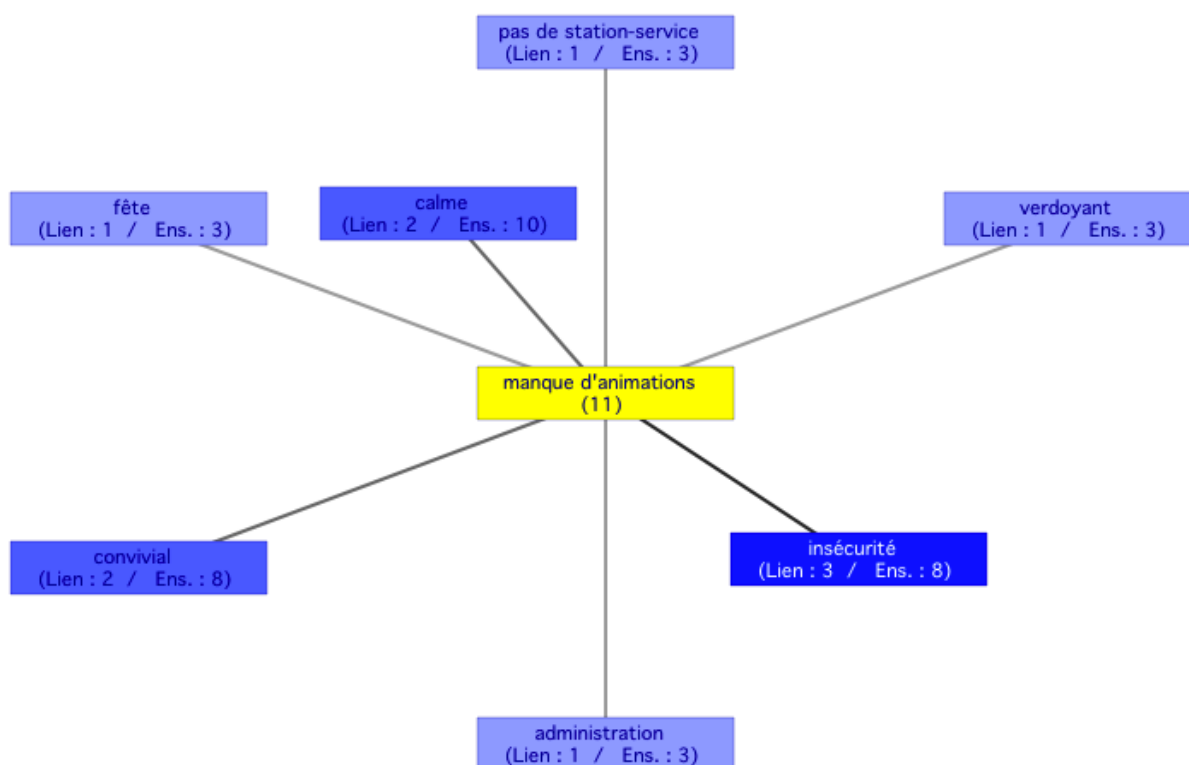 pas de station-service
(Lien : 1 / Ens. : 3)
fête
(Lien : 1 / Ens. : 3)
calme
(Lien : 2 / Ens. : 10)
verdoyant
(Lien : 1 / Ens. : 3)
manque d'animations
(11)
convivial
(Lien : 2 / Ens. : 8)
insécurité
(Lien : 3 / Ens. : 8)
administration
(Lien : 1 / Ens. : 3)